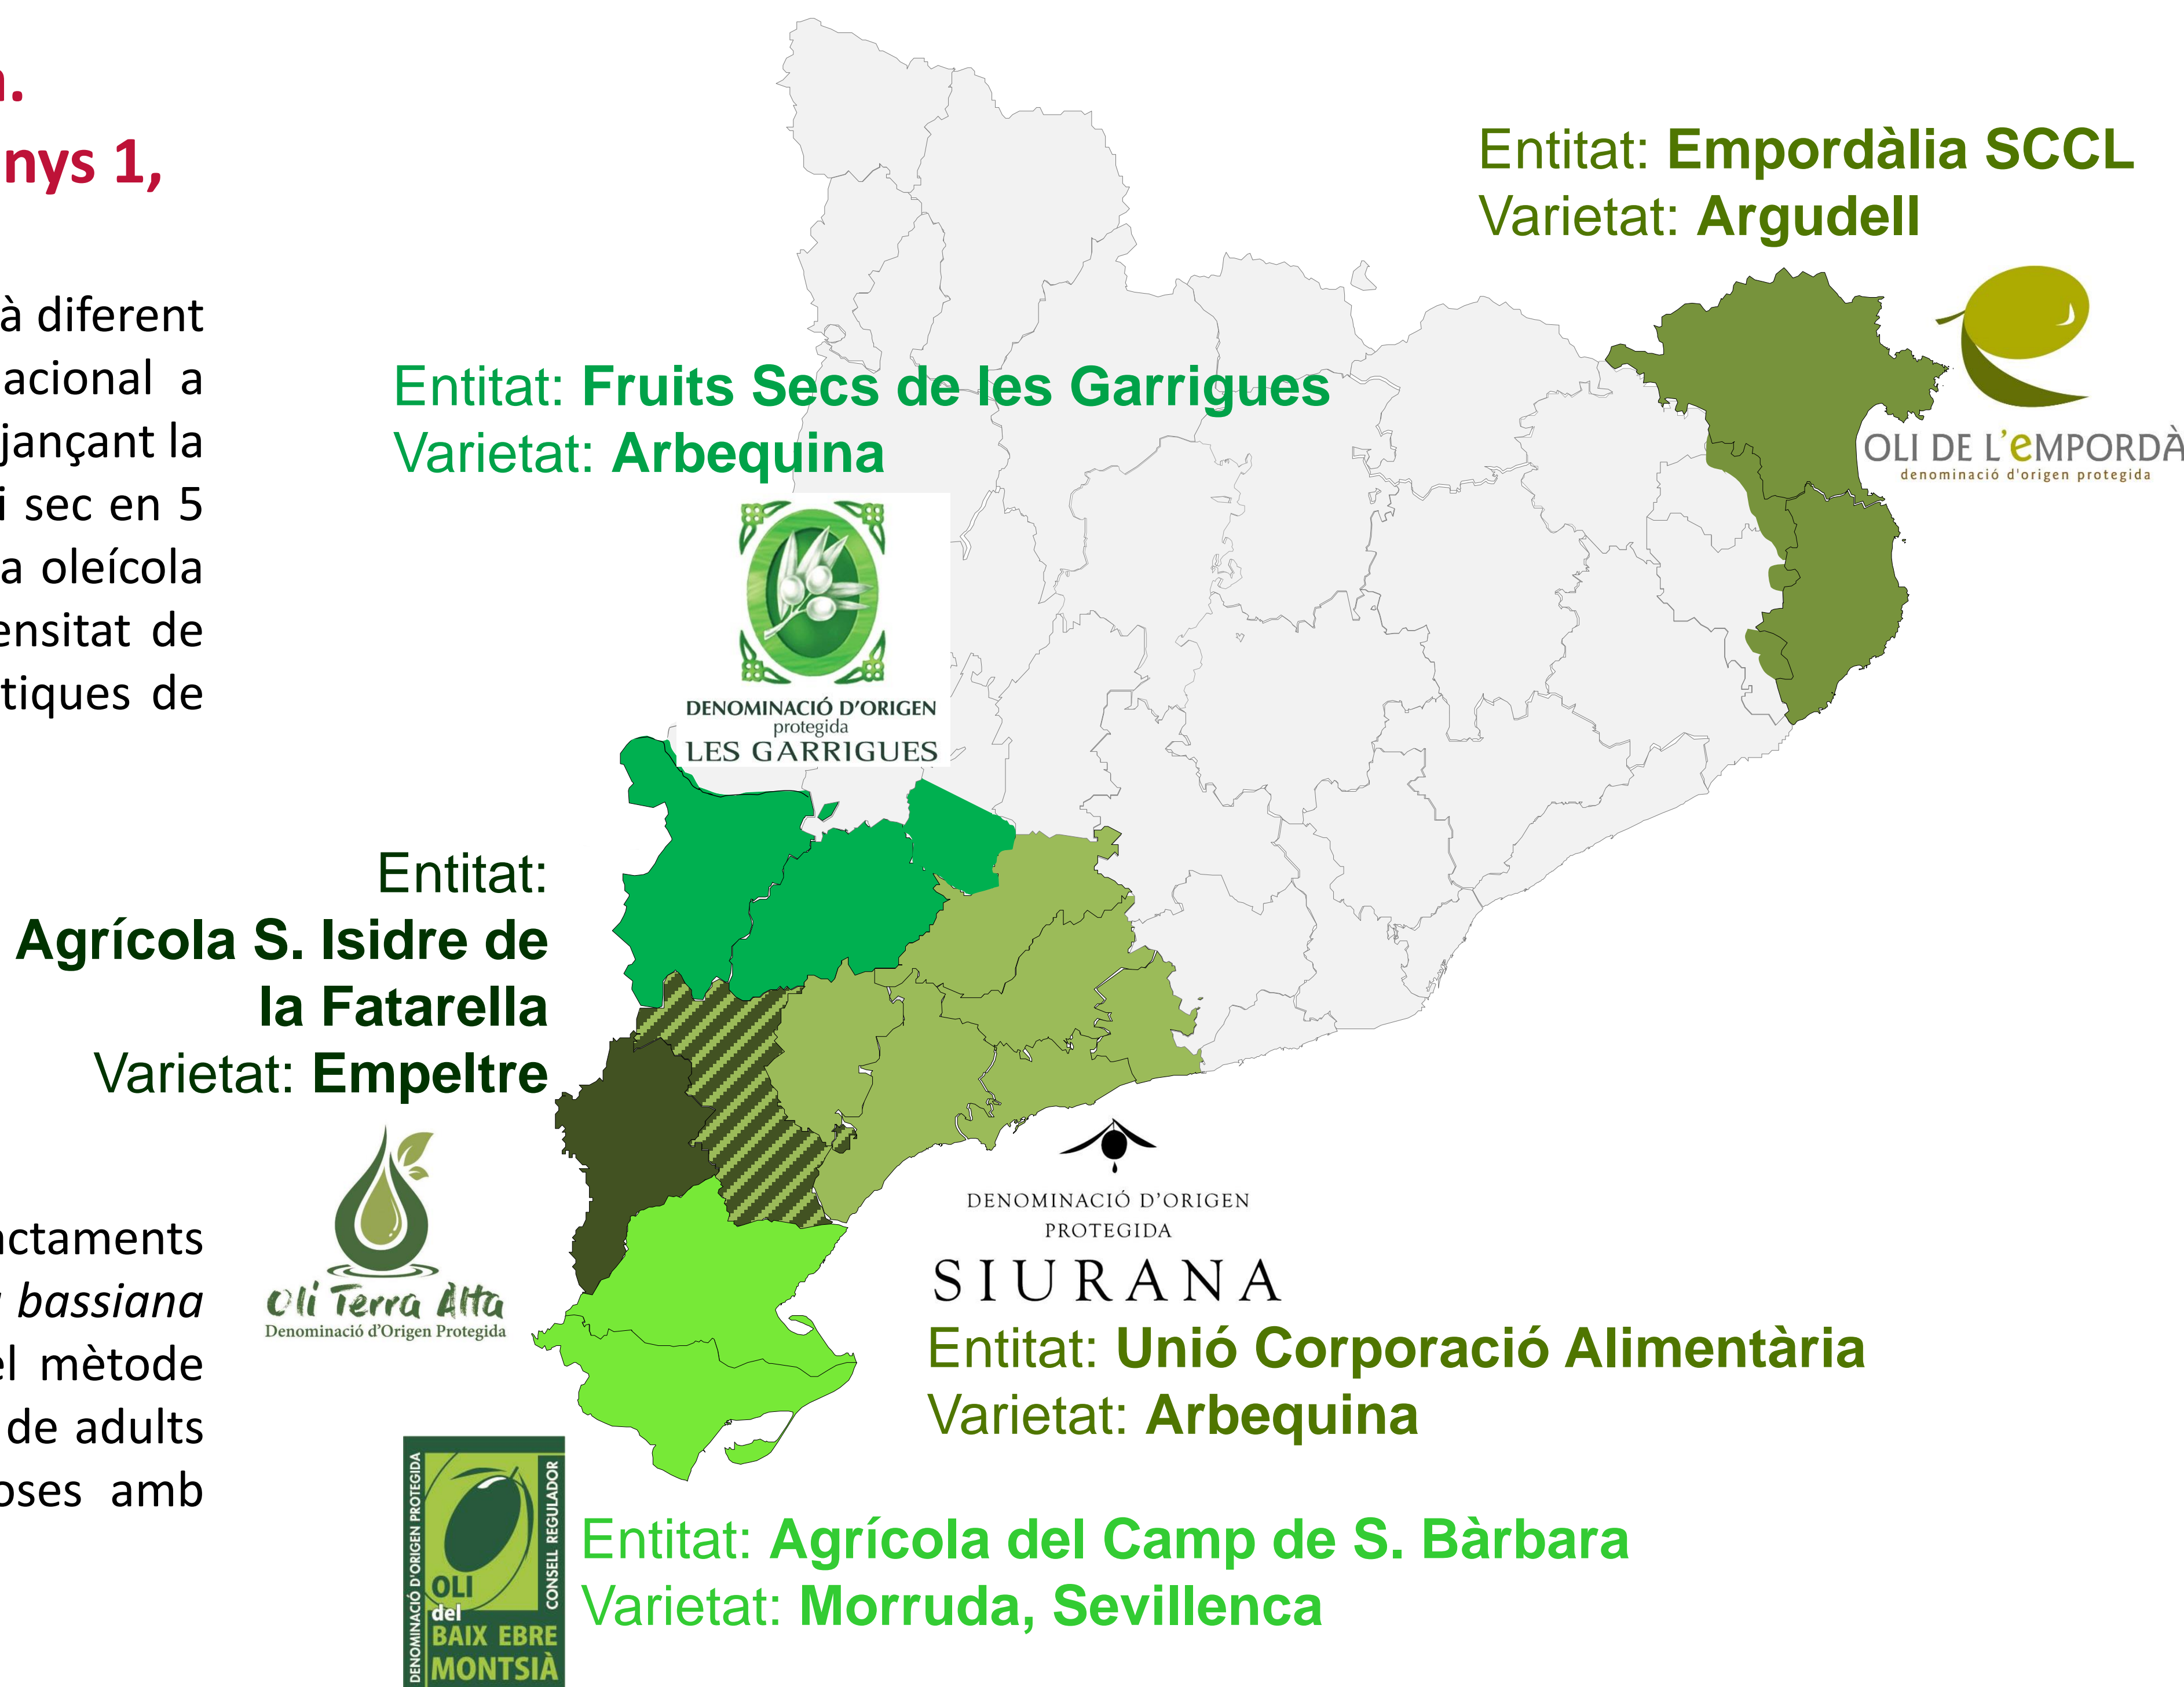 à diferent
acional a
jançant la
i sec en 5
a oleícola
ensitat de
tiques de
bassiana
el mètode
de adults
oses amb
nys 1,
Entitat: Empordàlia SCCL
Varietat: Argudell
OLI DE L'eMPORDÀ
denominació d'origen protegida
Entitat: Fruits Secs de les Garrigues
Varietat: Arbequina
DENOMINACIÓ D'ORIGEN
protegida
LES GARRIGUES
Entitat:
Agrícola S. Isidre de
la Fatarella
Varietat: Empeltre
Oli Terra Alta
Denominació d'Origen Protegida
DENOMINACIÓ D'ORIGEN
PROTEGIDA
SIURANA
Entitat: Unió Corporació Alimentària
Varietat: Arbequina
DENOMINACIÓ D'ORIGEN PROTEGIDA
CONSELL REGULADOR
OLI
del
BAIX EBRE
MONTSIÀ
Entitat: Agrícola del Camp de S. Bàrbara
Varietat: Morruda, Sevillenca